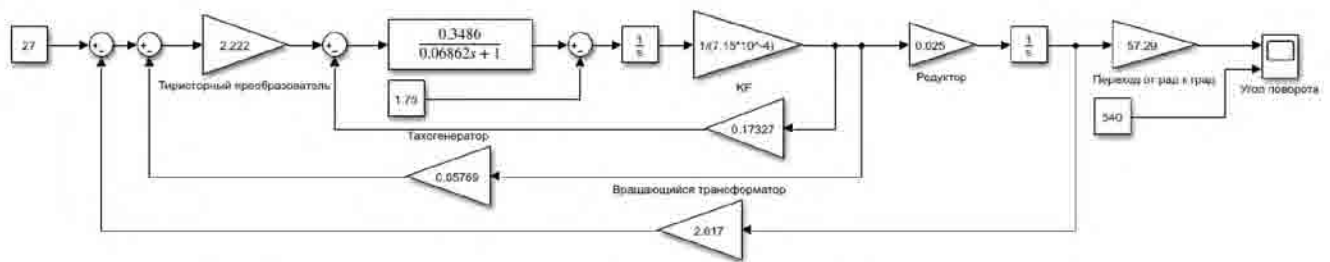 27
2.222
Тиристорный преобразователь
0.3486
0.06862s + 1
1.75
1
s
1/(7.15*10^-4)
KF
0.025
Редуктор
1
s
57.29
Переход от рад к град
Угол поворота
540
0.17327
Тахогенератор
0.05769
Вращающийся трансформатор
2.617